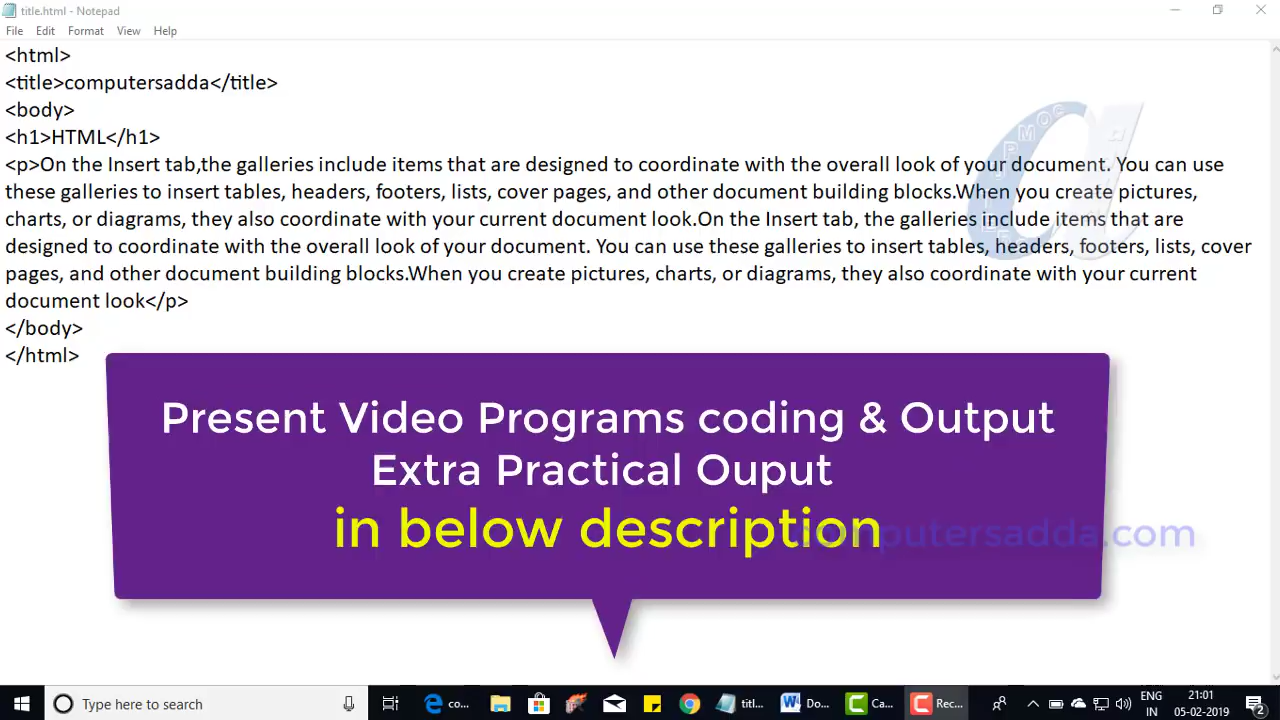 title.html - Notepad
File Edit Format View Help
<html>
<title>computersadda</title>
<body>
<h1>HTML</h1>
<p>On the Insert tab,the galleries include items that are designed to coordinate with the overall look of your document. You can use
these galleries to insert tables, headers, footers, lists, cover pages, and other document building blocks.When you create pictures,
charts, or diagrams, they also coordinate with your current document look.On the Insert tab, the galleries include items that are
designed to coordinate with the overall look of your document. You can use these galleries to insert tables, headers, footers, lists, cover
pages, and other document building blocks.When you create pictures, charts, or diagrams, they also coordinate with your current
document look</p>
</body>
</html>
Present Video Programs coding & Output
Extra Practical Ouput
in below description
computersadda.com
Type here to search
co...
titl...
Do...
Ca...
Rec...
ENG
IN
21:01
05-02-2019
2